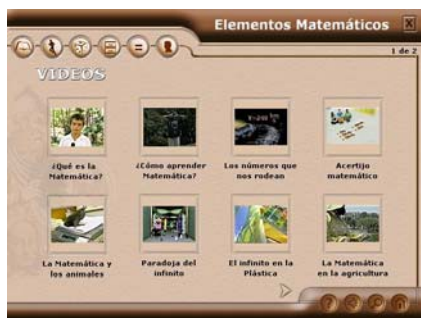 Elementos Matemáticos
1 de 2
VIDEOS
¿Qué es la
Matemática?
¿Cómo aprender
Matemática?
Los números que
nos rodean
Acertijo
matemático
La Matemática y
los animales
Paradoja del
infinito
El infinito en la
Plástica
La Matemática
en la agricultura